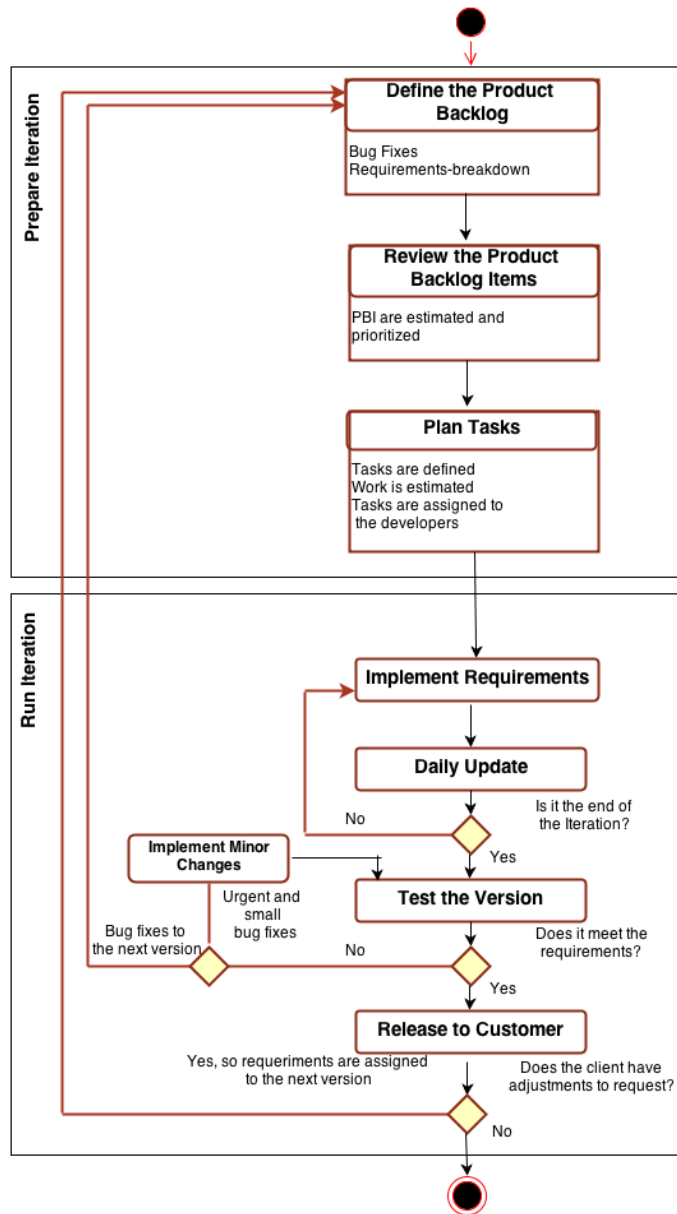 Prepare Iteration
Define the Product
Backlog
Bug Fixes
Requirements-breakdown
Review the Product
Backlog Items
PBI are estimated and
prioritized
Plan Tasks
Tasks are defined
Work is estimated
Tasks are assigned to
the developers
Run Iteration
Implement Requirements
Daily Update
Is it the end of
the Iteration?
No
Yes
Implement Minor
Changes
Test the Version
Urgent and
small
bug fixes
Bug fixes to
the next version
Does it meet the
requirements?
No
Yes
Release to Customer
Yes, so requeriments are assigned
to the next version
Does the client have
adjustments to request?
No